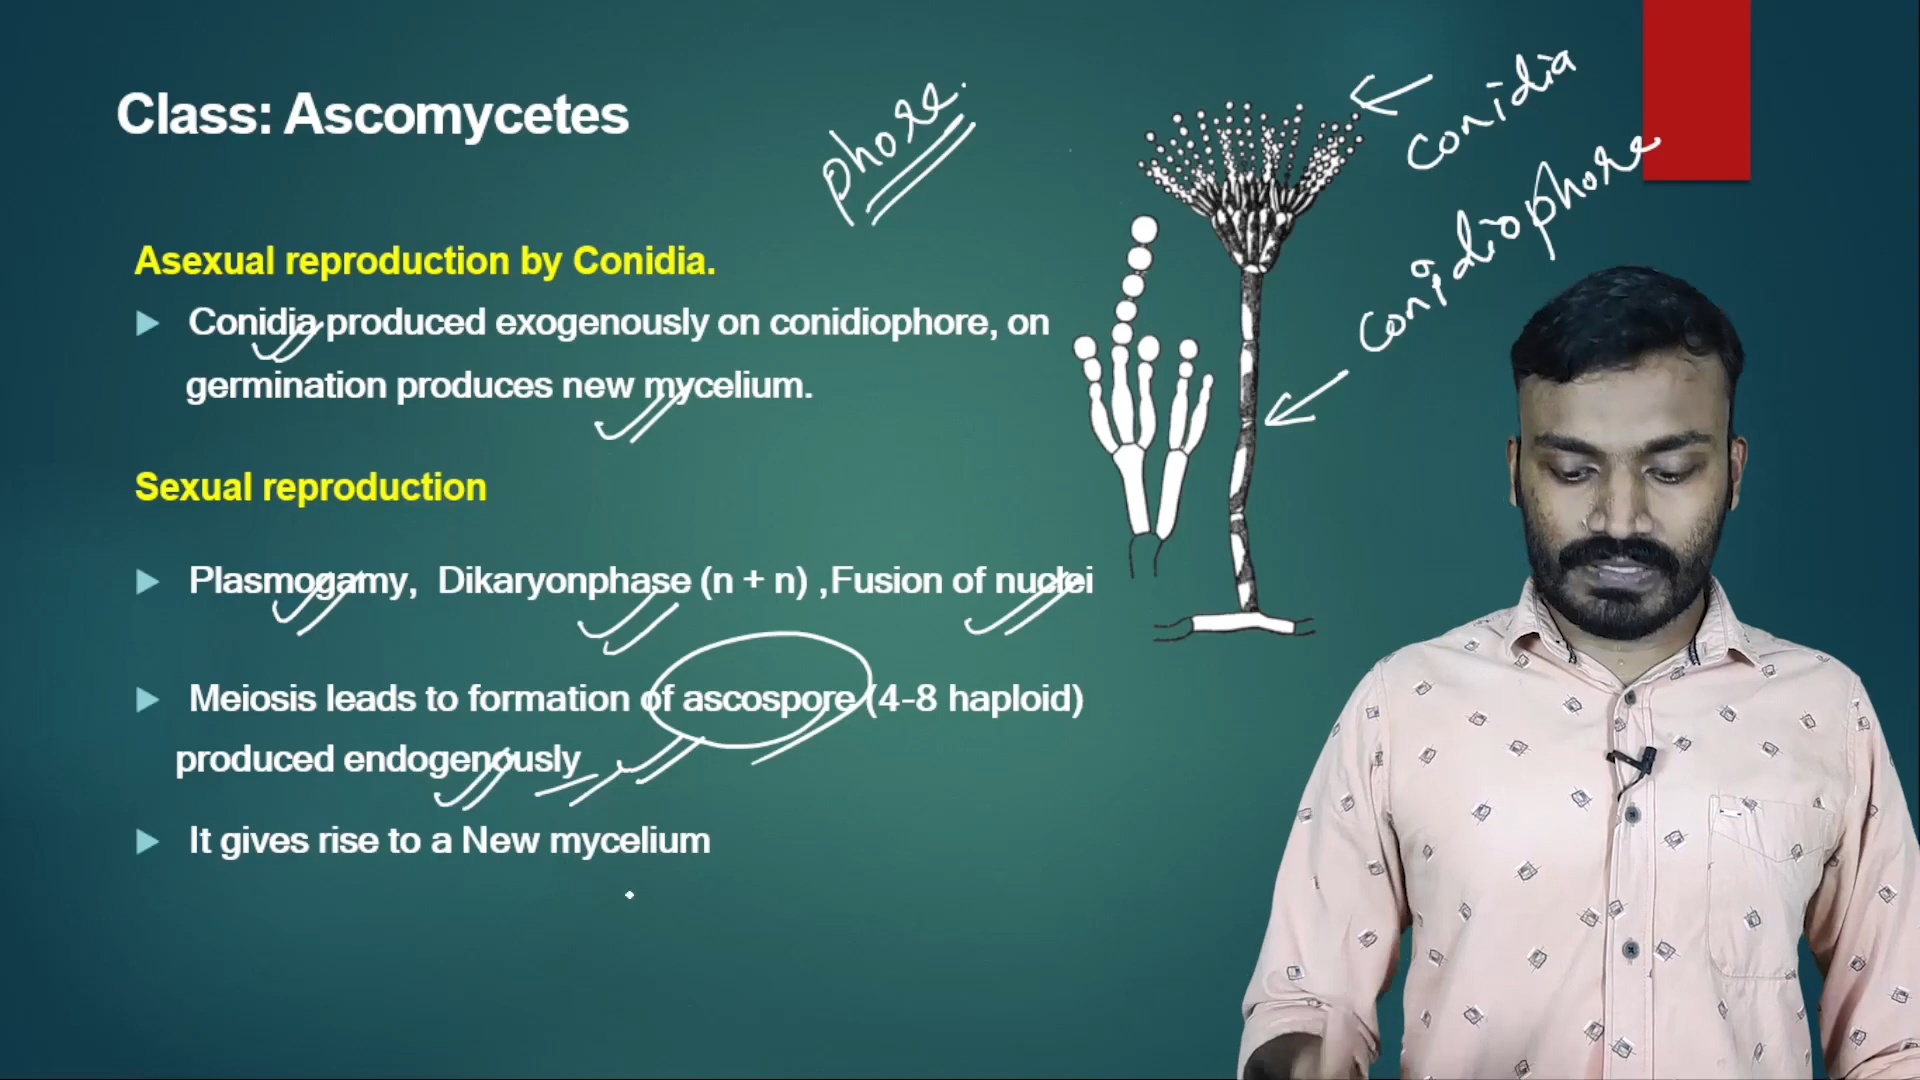 Class: Ascomycetes
phore.
Conidia
Conidiophore
Asexual reproduction by Conidia.
Conidia produced exogenously on conidiophore, on
germination produces new mycelium.
Sexual reproduction
Plasmogamy, Dikaryonphase (n + n) ,Fusion of nuclei
Meiosis leads to formation of ascospore (4-8 haploid)
produced endogenously
It gives rise to a New mycelium